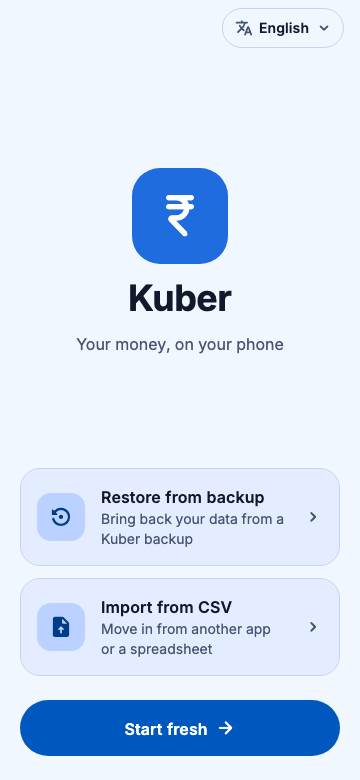 English
₹
Kuber
Your money, on your phone
Restore from backup
Bring back your data from a
Kuber backup
Import from CSV
Move in from another app
or a spreadsheet
Start fresh